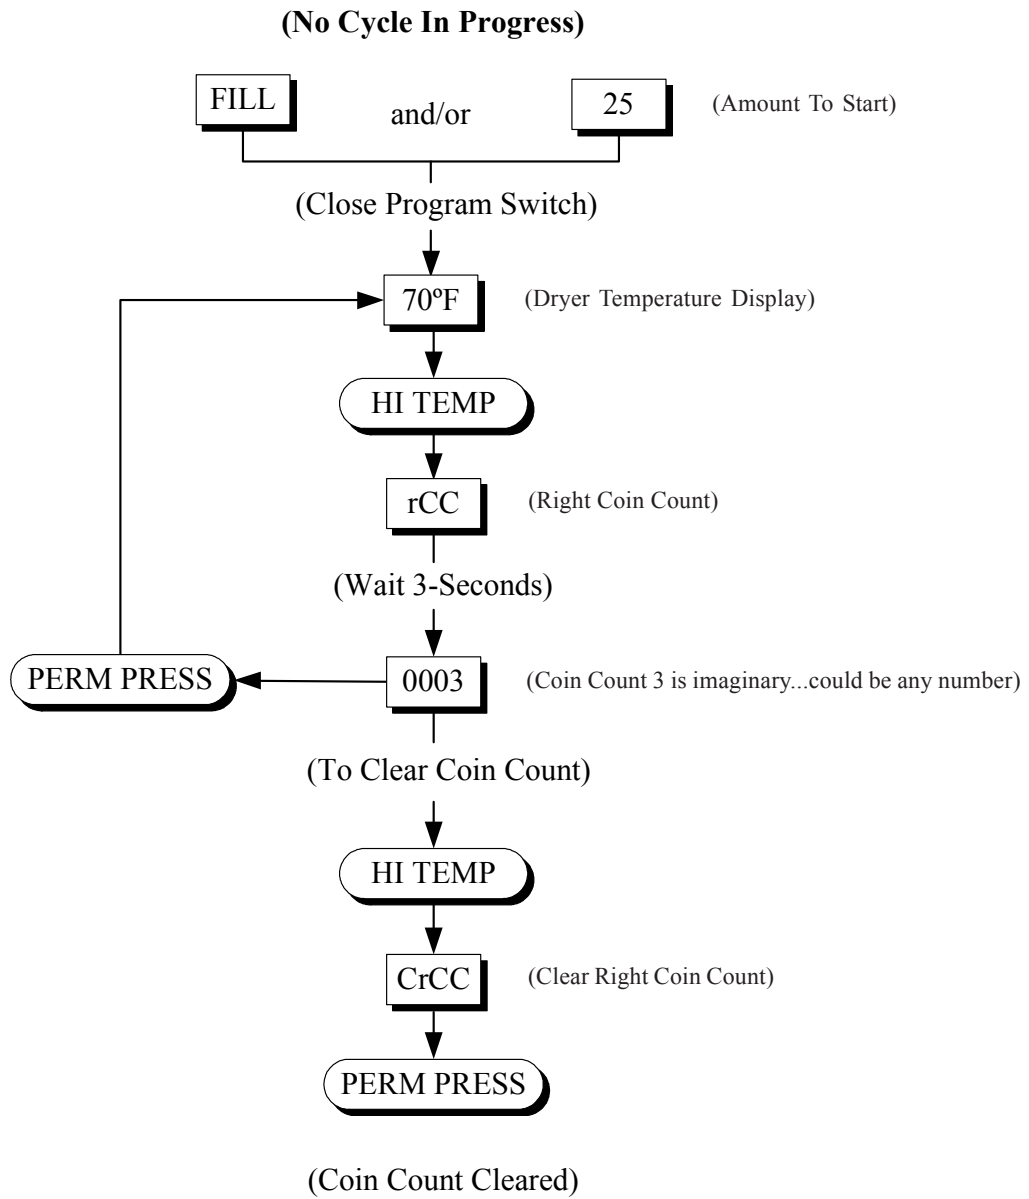 (No Cycle In Progress)
FILL and/or 25 (Amount To Start)
(Close Program Switch)
70ºF (Dryer Temperature Display)
HI TEMP
rCC (Right Coin Count)
(Wait 3-Seconds)
PERM PRESS 0003 (Coin Count 3 is imaginary...could be any number)
(To Clear Coin Count)
HI TEMP
CrCC (Clear Right Coin Count)
PERM PRESS
(Coin Count Cleared)